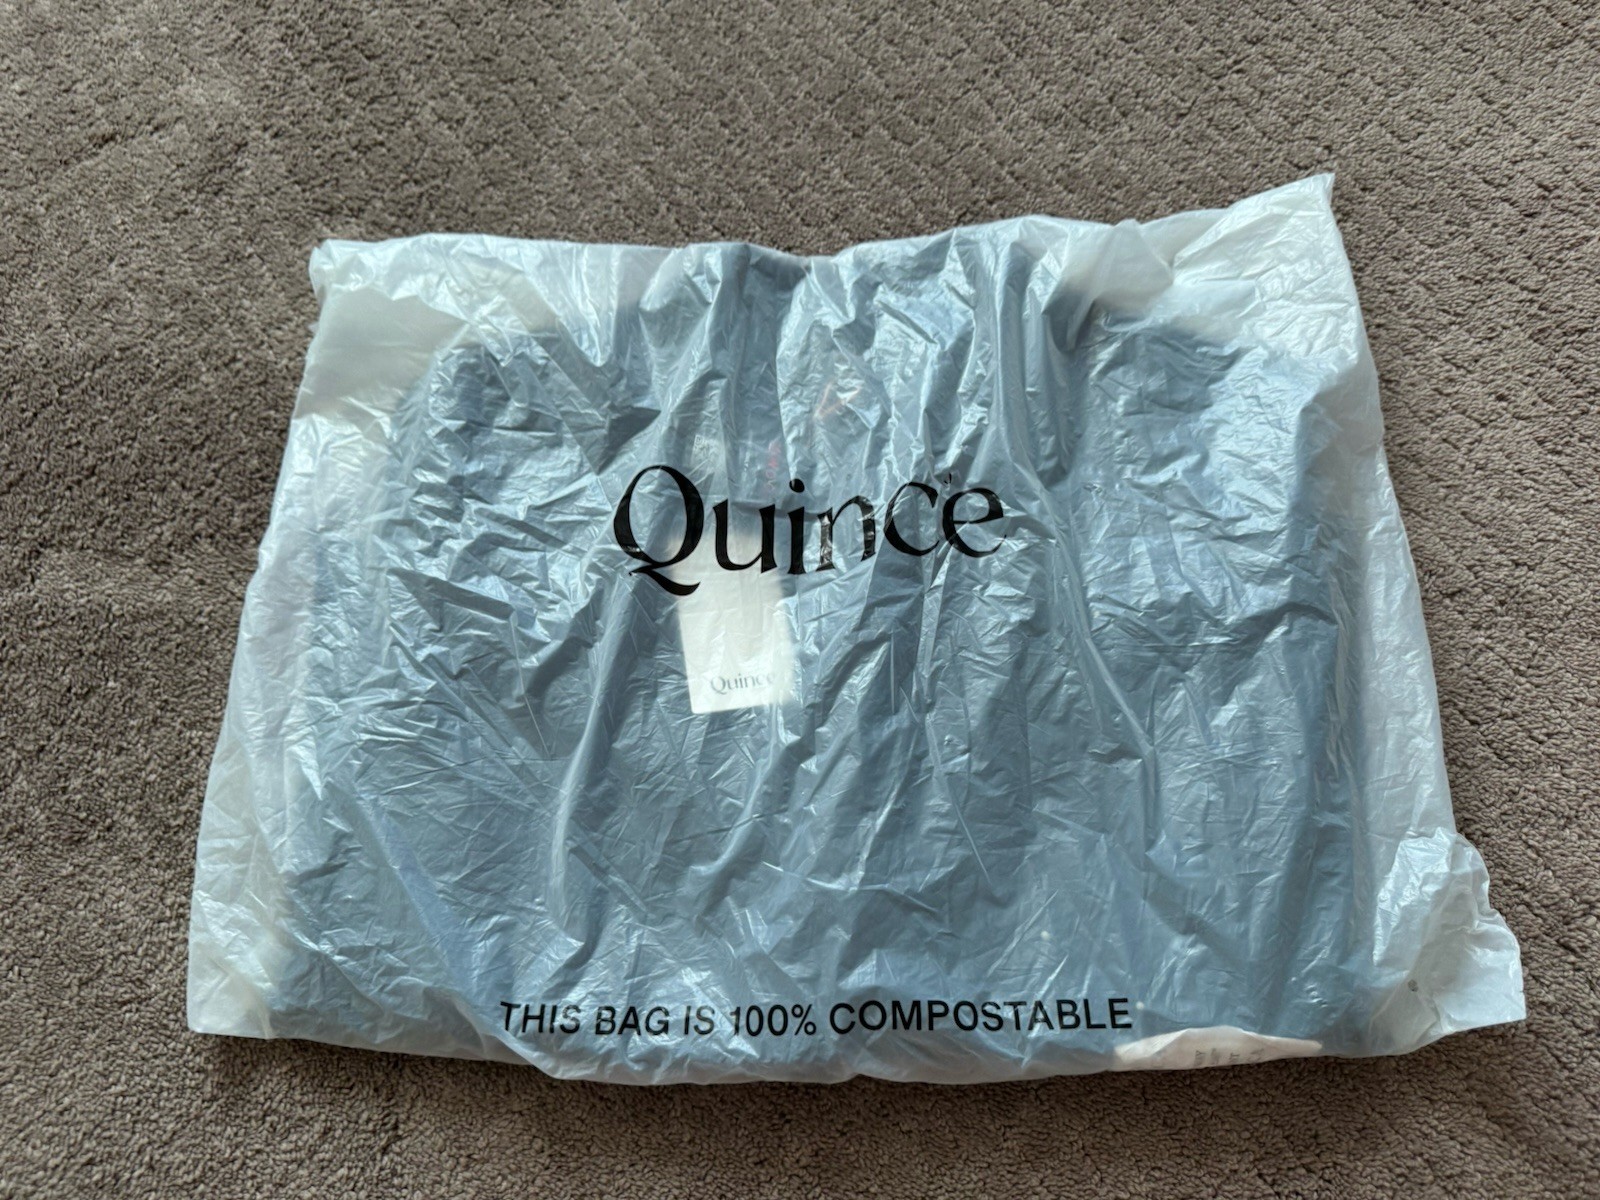 Quince
Quince
THIS BAG IS 100% COMPOSTABLE